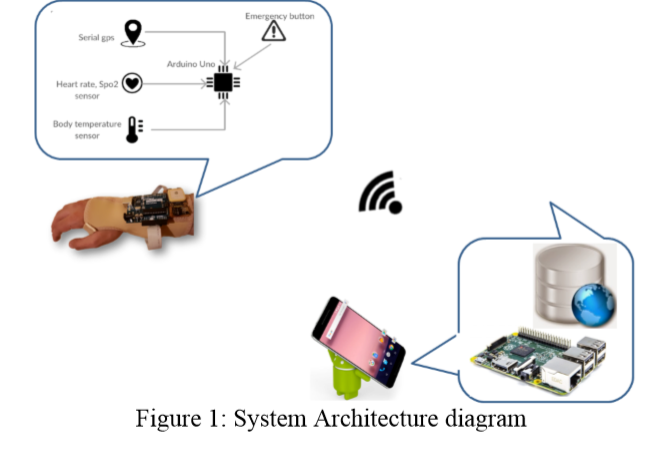 Emergency button
Serial gps
Arduino Uno
Heart rate, Spo2
sensor
Body temperature
sensor
Figure 1: System Architecture diagram